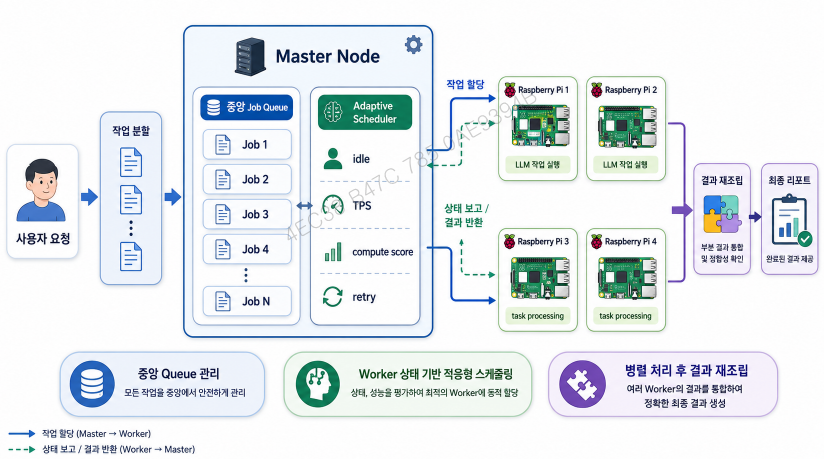 사용자 요청
작업 분할
Master Node
중앙 Job Queue
Job 1
Job 2
Job 3
Job 4
Job N
Adaptive
Scheduler
idle
TPS
compute score
retry
작업 할당
상태 보고 /
결과 반환
Raspberry Pi 1
LLM 작업 실행
Raspberry Pi 2
LLM 작업 실행
Raspberry Pi 3
task processing
Raspberry Pi 4
task processing
결과 재조립
부분 결과 통합
및 정합성 확인
최종 리포트
완료된 결과 제공
중앙 Queue 관리
모든 작업을 중앙에서 안전하게 관리
Worker 상태 기반 적응형 스케줄링
상태, 성능을 평가하여 최적의 Worker에 동적 할당
병렬 처리 후 결과 재조립
여러 Worker의 결과를 통합하여
정확한 최종 결과 생성
작업 할당 (Master → Worker)
상태 보고 / 결과 반환 (Worker → Master)